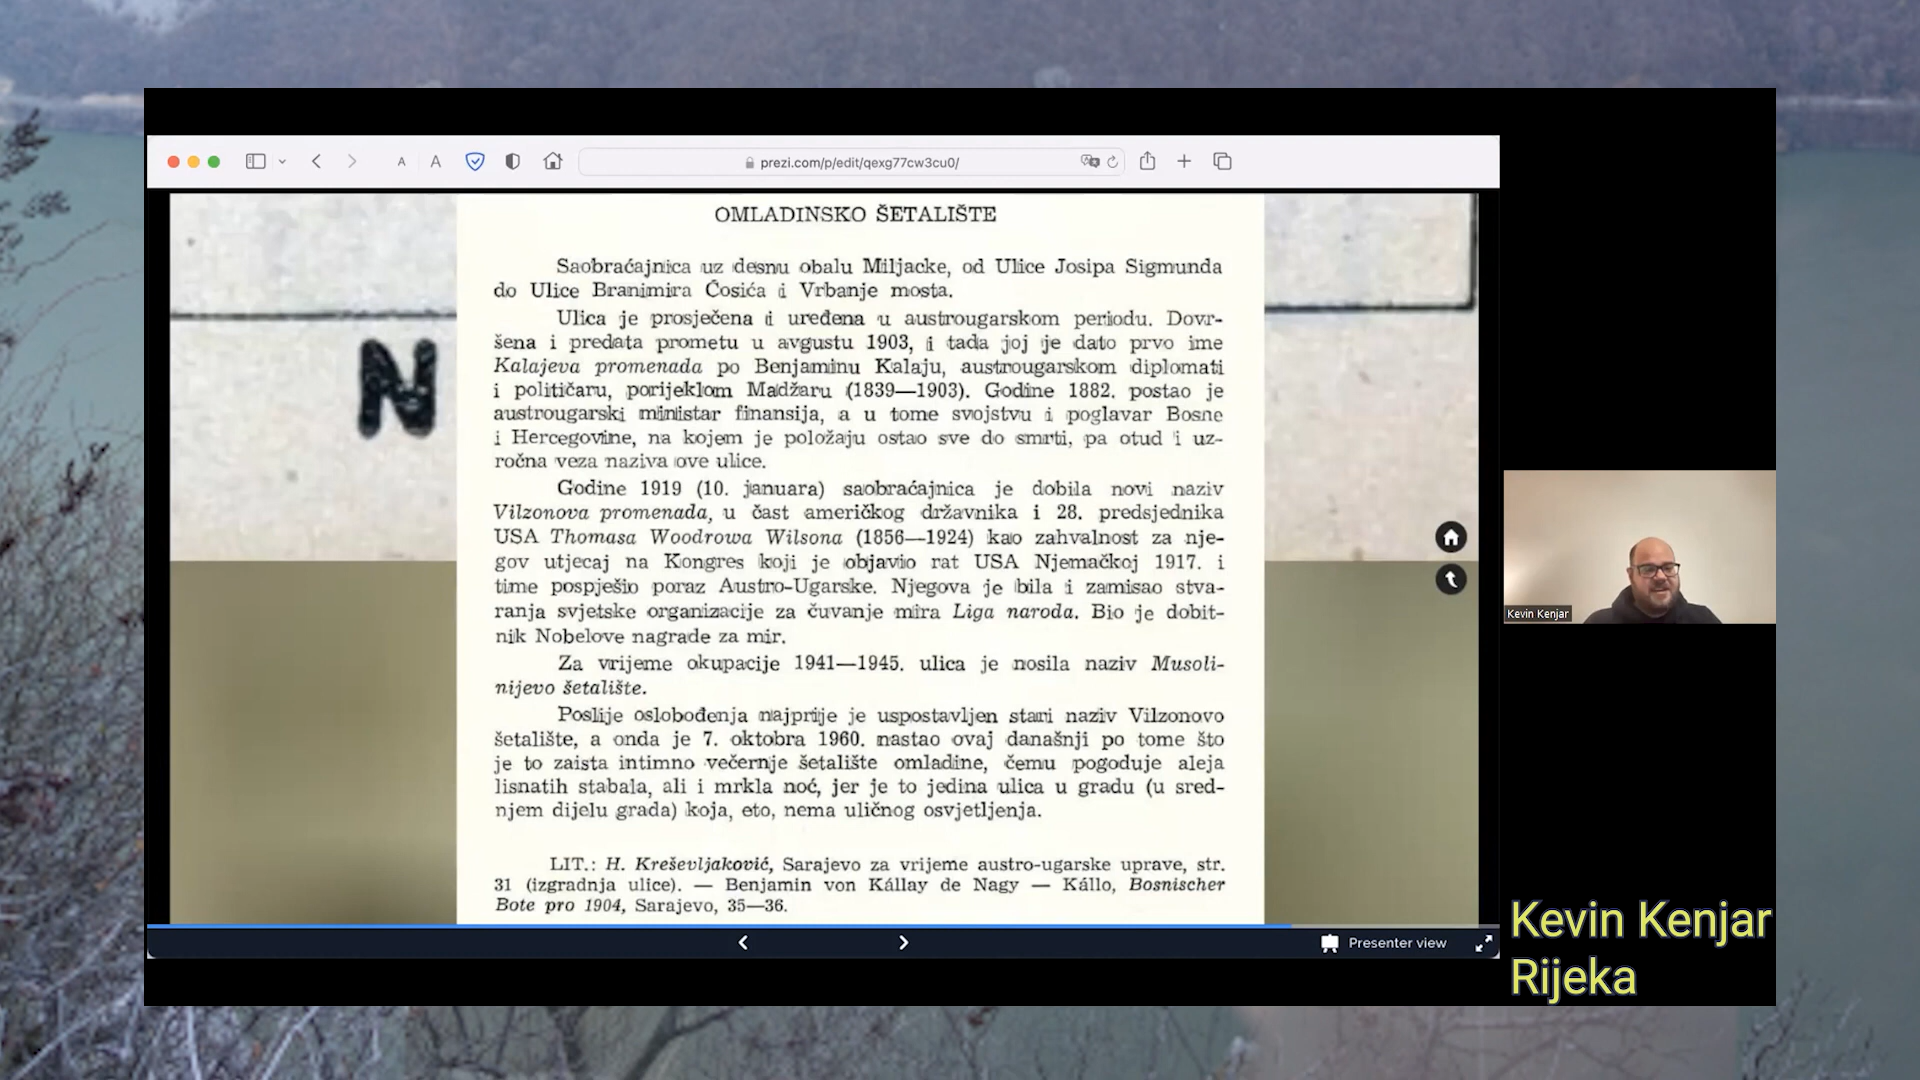 prezi.com/p/edit/qexg77cw3cu0/
OMLADINSKO ŠETALIŠTE
Saobraćajnica uz desnu obalu Miljacke, od Ulice Josipa Sigmunda
do Ulice Branimira Ćosića i Vrbanje mosta.
Ulica je prosječena i uređena u austrougarskom periodu. Dovr-
šena i predata prometu u avgustu 1903, i tada joj je dato prvo ime
Kalajeva promenada po Benjaminu Kalaju, austrougarskom diplomati
i političaru, porijeklom Madžaru (1839—1903). Godine 1882. postao je
austrougarski ministar finansija, a u tome svojstvu i poglavar Bosne
i Hercegovine, na kojem je položaju ostao sve do smrti, pa otud i uz-
ročna veza naziva ove ulice.
Godine 1919 (10. januara) saobraćajnica je dobila novi naziv
Vilzonova promenada, u čast američkog državnika i 28. predsjednika
USA Thomasa Woodrowa Wilsona (1856—1924) kao zahvalnost za nje-
gov utjecaj na Kongres koji je objavio rat USA Njemačkoj 1917. i
time pospješio poraz Austro-Ugarske. Njegova je bila i zamisao stva-
ranja svjetske organizacije za čuvanje mira Liga naroda. Bio je dobit-
nik Nobelove nagrade za mir.
Za vrijeme okupacije 1941—1945. ulica je nosila naziv Musoli-
nijevo šetalište.
Poslije oslobođenja najprije je uspostavljen stari naziv Vilzonovo
šetalište, a onda je 7. oktobra 1960. nastao ovaj današnji po tome što
je to zaista intimno večernje šetalište omladine, čemu pogoduje aleja
lisnatih stabala, ali i mrkla noć, jer je to jedina ulica u gradu (u sred-
njem dijelu grada) koja, eto, nema uličnog osvjetljenja.
LIT.: H. Kreševljaković, Sarajevo za vrijeme austro-ugarske uprave, str.
31 (izgradnja ulice). — Benjamin von Kállay de Nagy — Kállo, Bosnischer
Bote pro 1904, Sarajevo, 35—36.
N
Presenter view
Kevin Kenjar
Kevin Kenjar
Rijeka